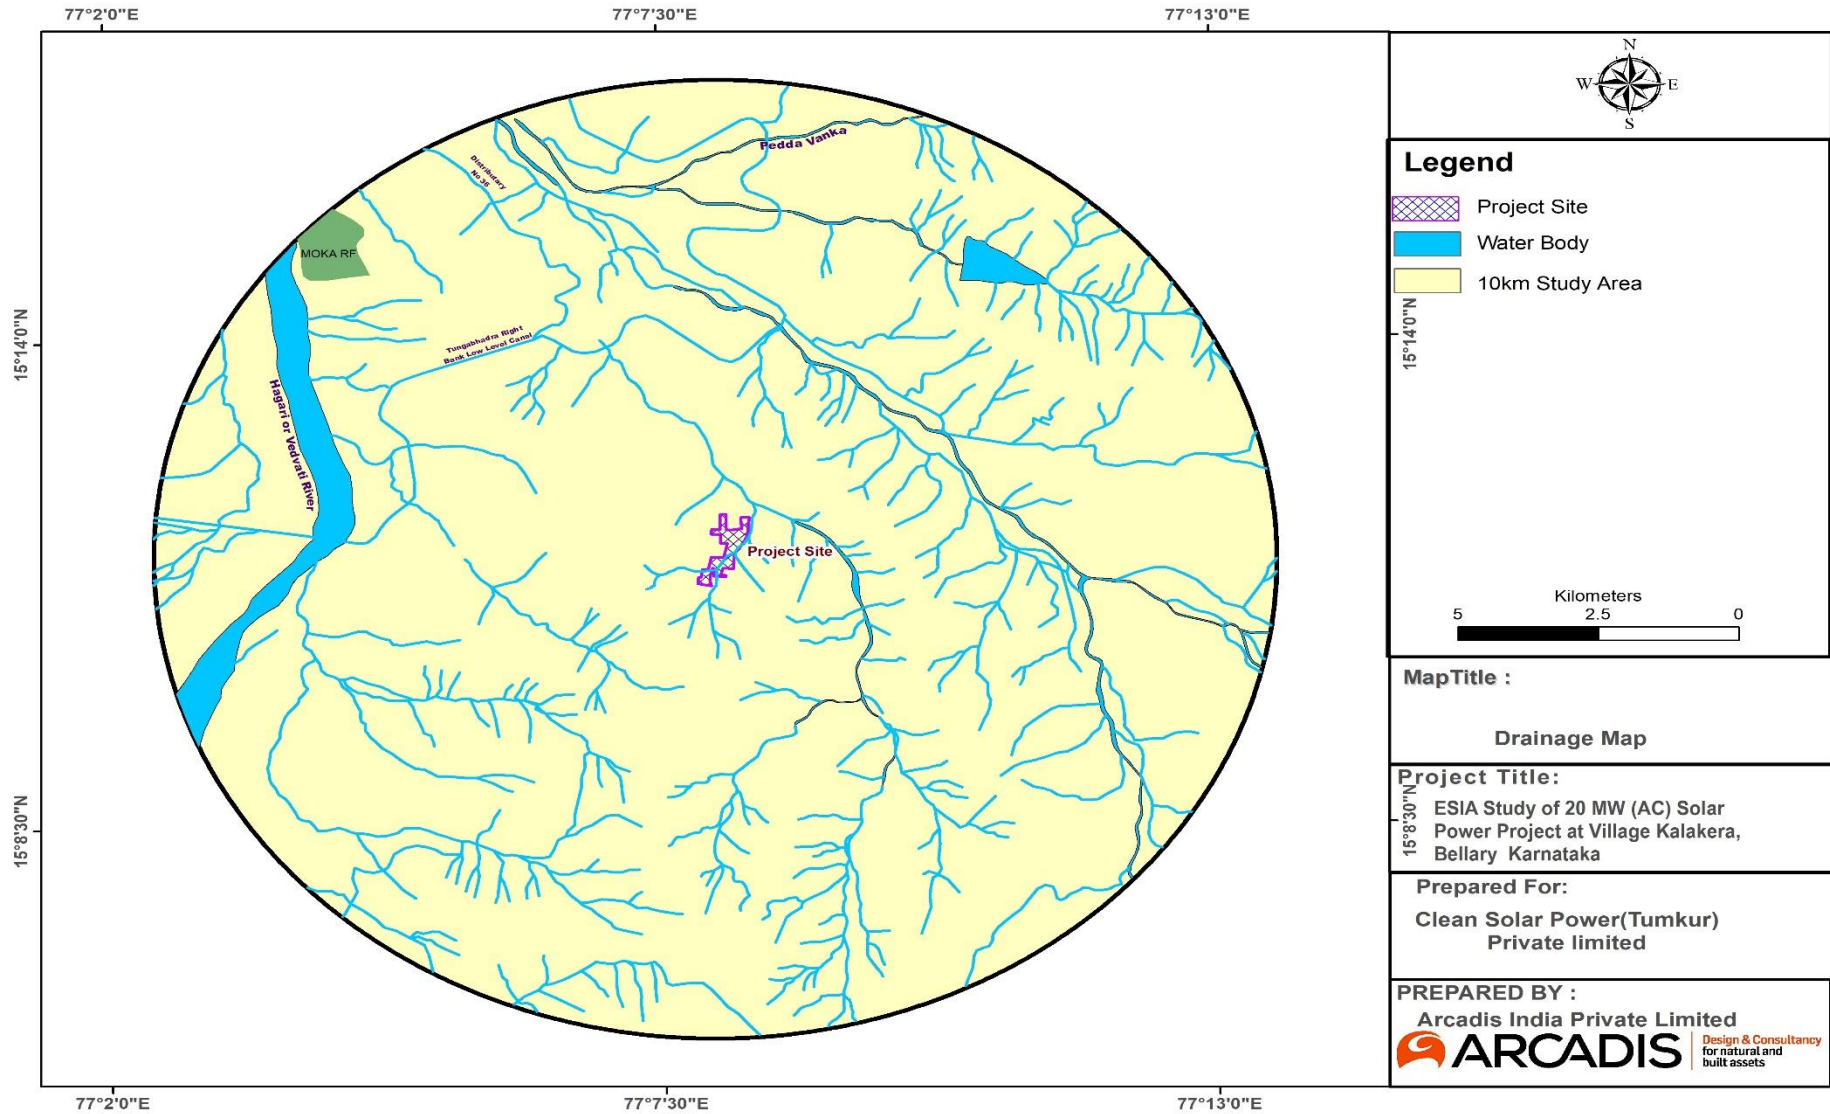 77°2'0"E
77°7'30"E
77°13'0"E
15°14'0"N
15°8'30"N
Pedda Vanka
Distributary
No 36
MOKA RF
Tungabhadra Right
Bank Low Level Canal
Hagari or Vedvati River
Project Site
77°2'0"E
77°7'30"E
77°13'0"E
N
W
E
S
Legend
Project Site
Water Body
10km Study Area
15°14'0"N
Kilometers
5
2.5
0
MapTitle :
Drainage Map
Project Title:
15°8'30"N
ESIA Study of 20 MW (AC) Solar
Power Project at Village Kalakera,
Bellary Karnataka
Prepared For:
Clean Solar Power(Tumkur)
Private limited
PREPARED BY :
Arcadis India Private Limited
ARCADIS
Design & Consultancy
for natural and
built assets